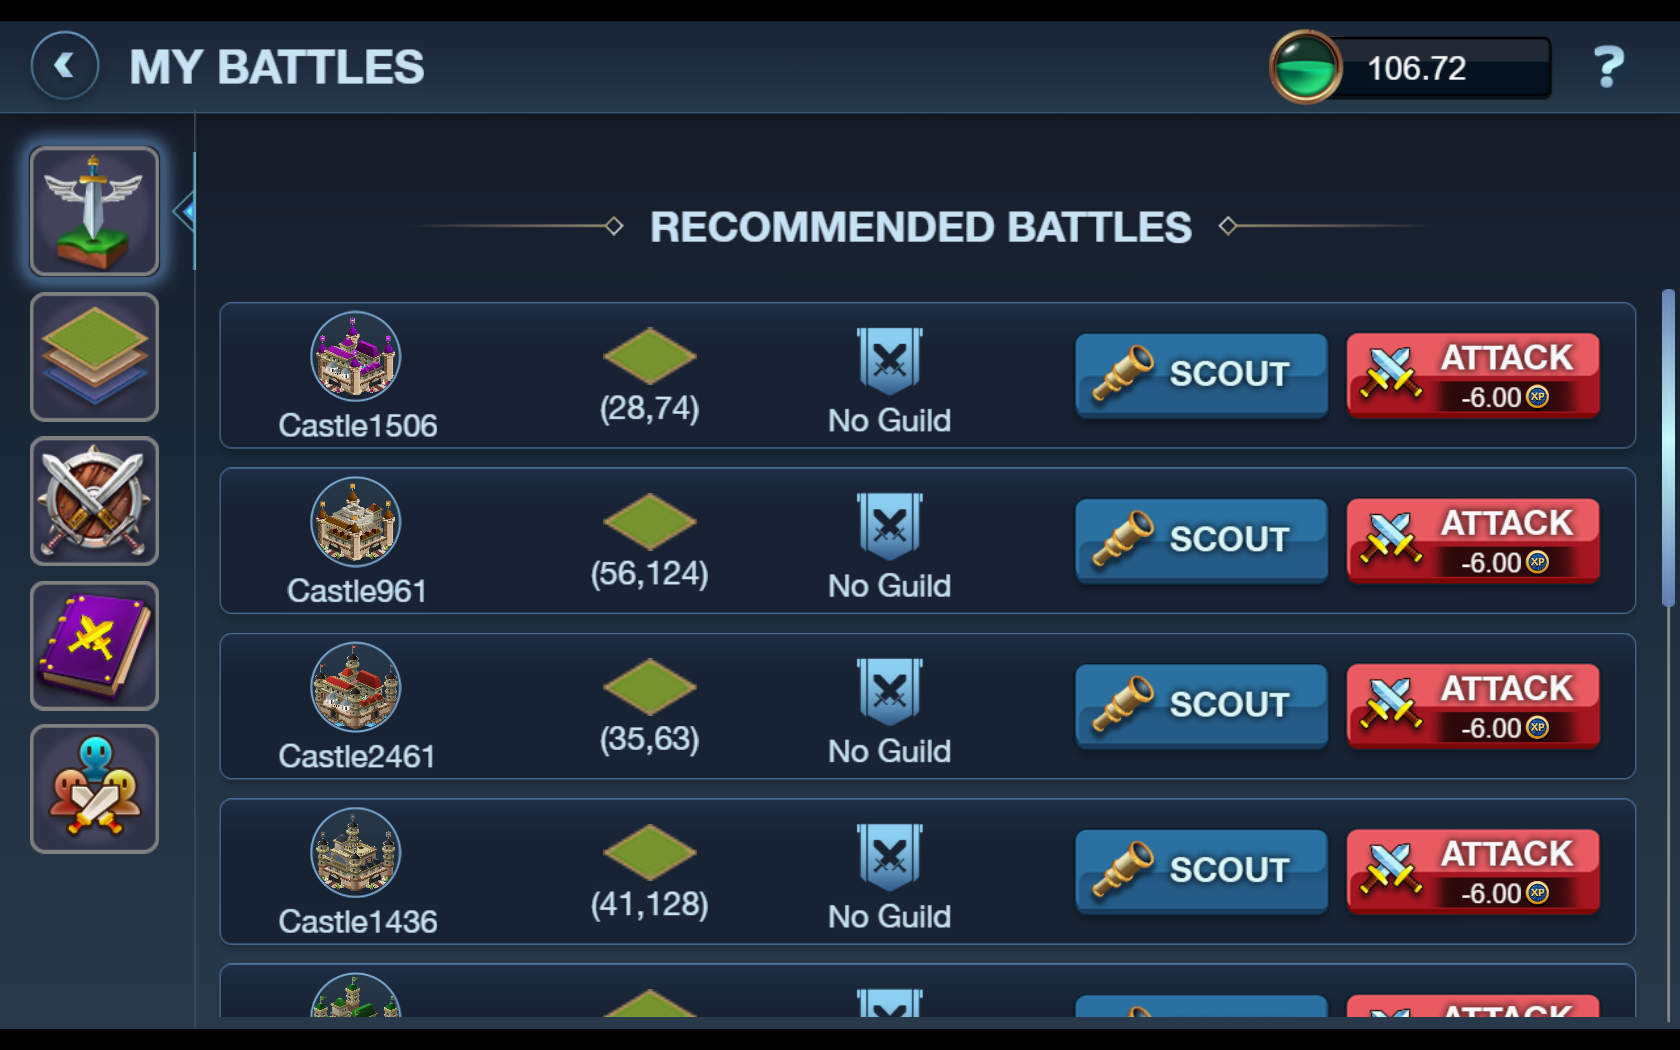 MY BATTLES
106.72
?
RECOMMENDED BATTLES
Castle1506
(28,74)
No Guild
SCOUT
ATTACK
-6.00 XP
Castle961
(56,124)
No Guild
SCOUT
ATTACK
-6.00 XP
Castle2461
(35,63)
No Guild
SCOUT
ATTACK
-6.00 XP
Castle1436
(41,128)
No Guild
SCOUT
ATTACK
-6.00 XP
ATTACK